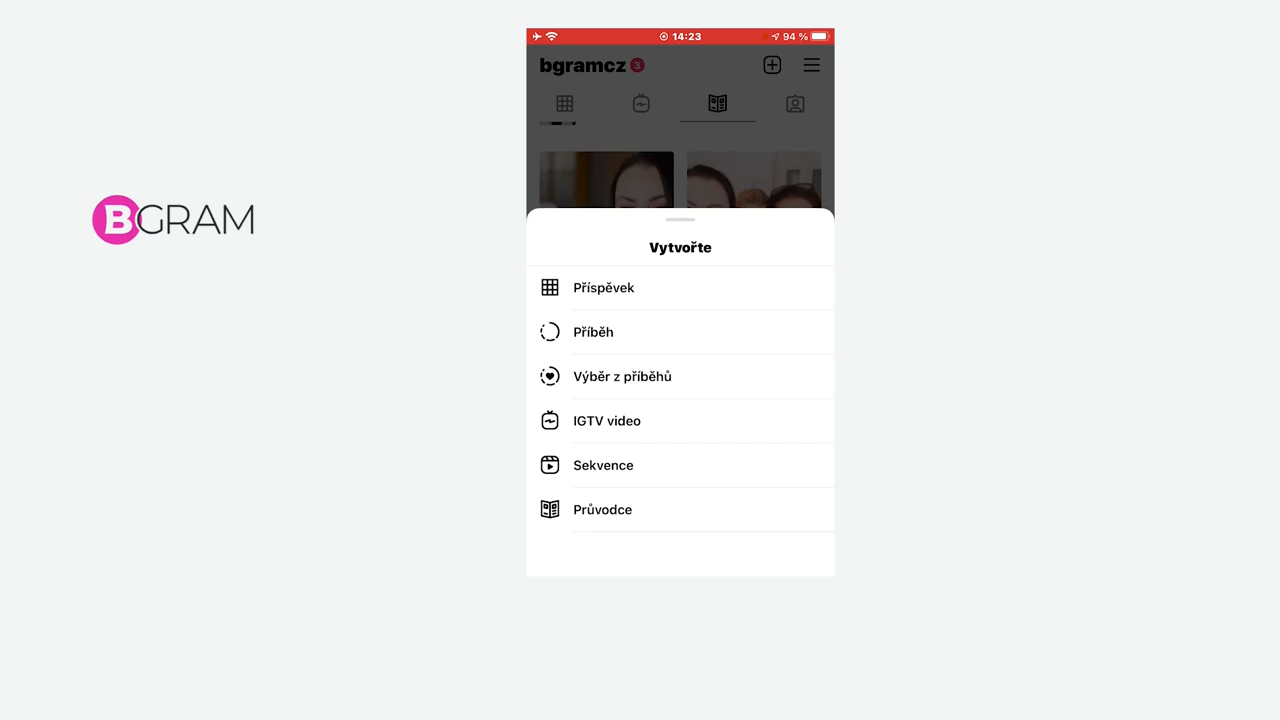 14:23
94 %
bgramcz 3
BGRAM
Vytvořte
Příspěvek
Příběh
Výběr z příběhů
IGTV video
Sekvence
Průvodce